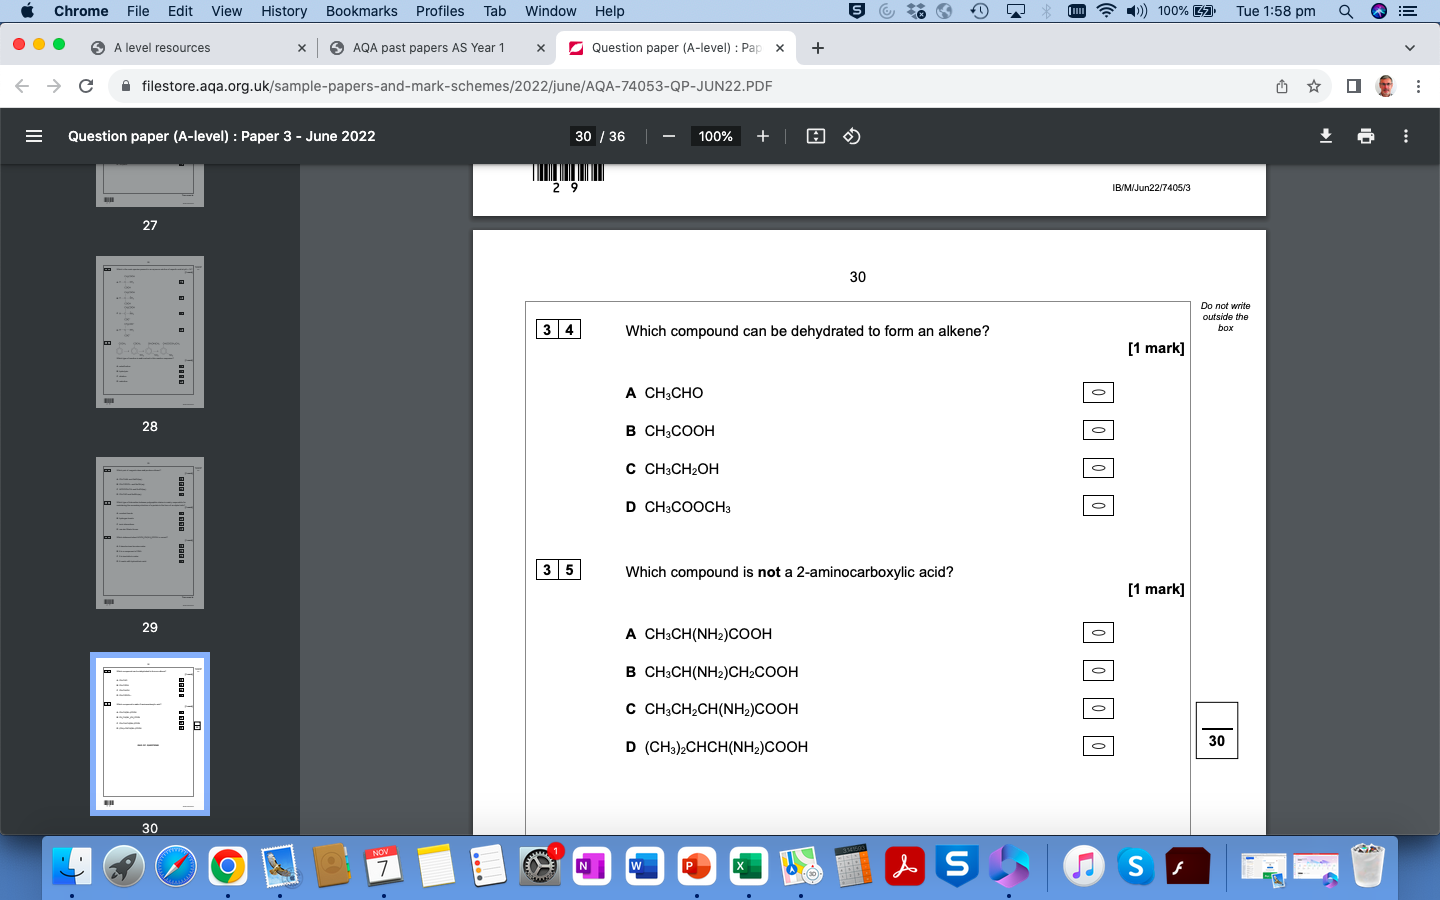 Chrome File Edit View History Bookmarks Profiles Tab Window Help 100% Tue 1:58 pm
A level resources AQA past papers AS Year 1 Question paper (A-level) : Pap
filestore.aqa.org.uk/sample-papers-and-mark-schemes/2022/june/AQA-74053-QP-JUN22.PDF
Question paper (A-level) : Paper 3 - June 2022 30 / 36 100%
27
28
29
30
2 9
IB/M/Jun22/7405/3
30
Do not write
outside the
box
3 4 Which compound can be dehydrated to form an alkene?
[1 mark]
A CH₃CHO
B CH₃COOH
C CH₃CH₂OH
D CH₃COOCH₃
3 5 Which compound is not a 2-aminocarboxylic acid?
[1 mark]
A CH₃CH(NH₂)COOH
B CH₃CH(NH₂)CH₂COOH
C CH₃CH₂CH(NH₂)COOH
D (CH₃)₂CHCH(NH₂)COOH
30
NOV
7
1
N
W
P
X
S
S